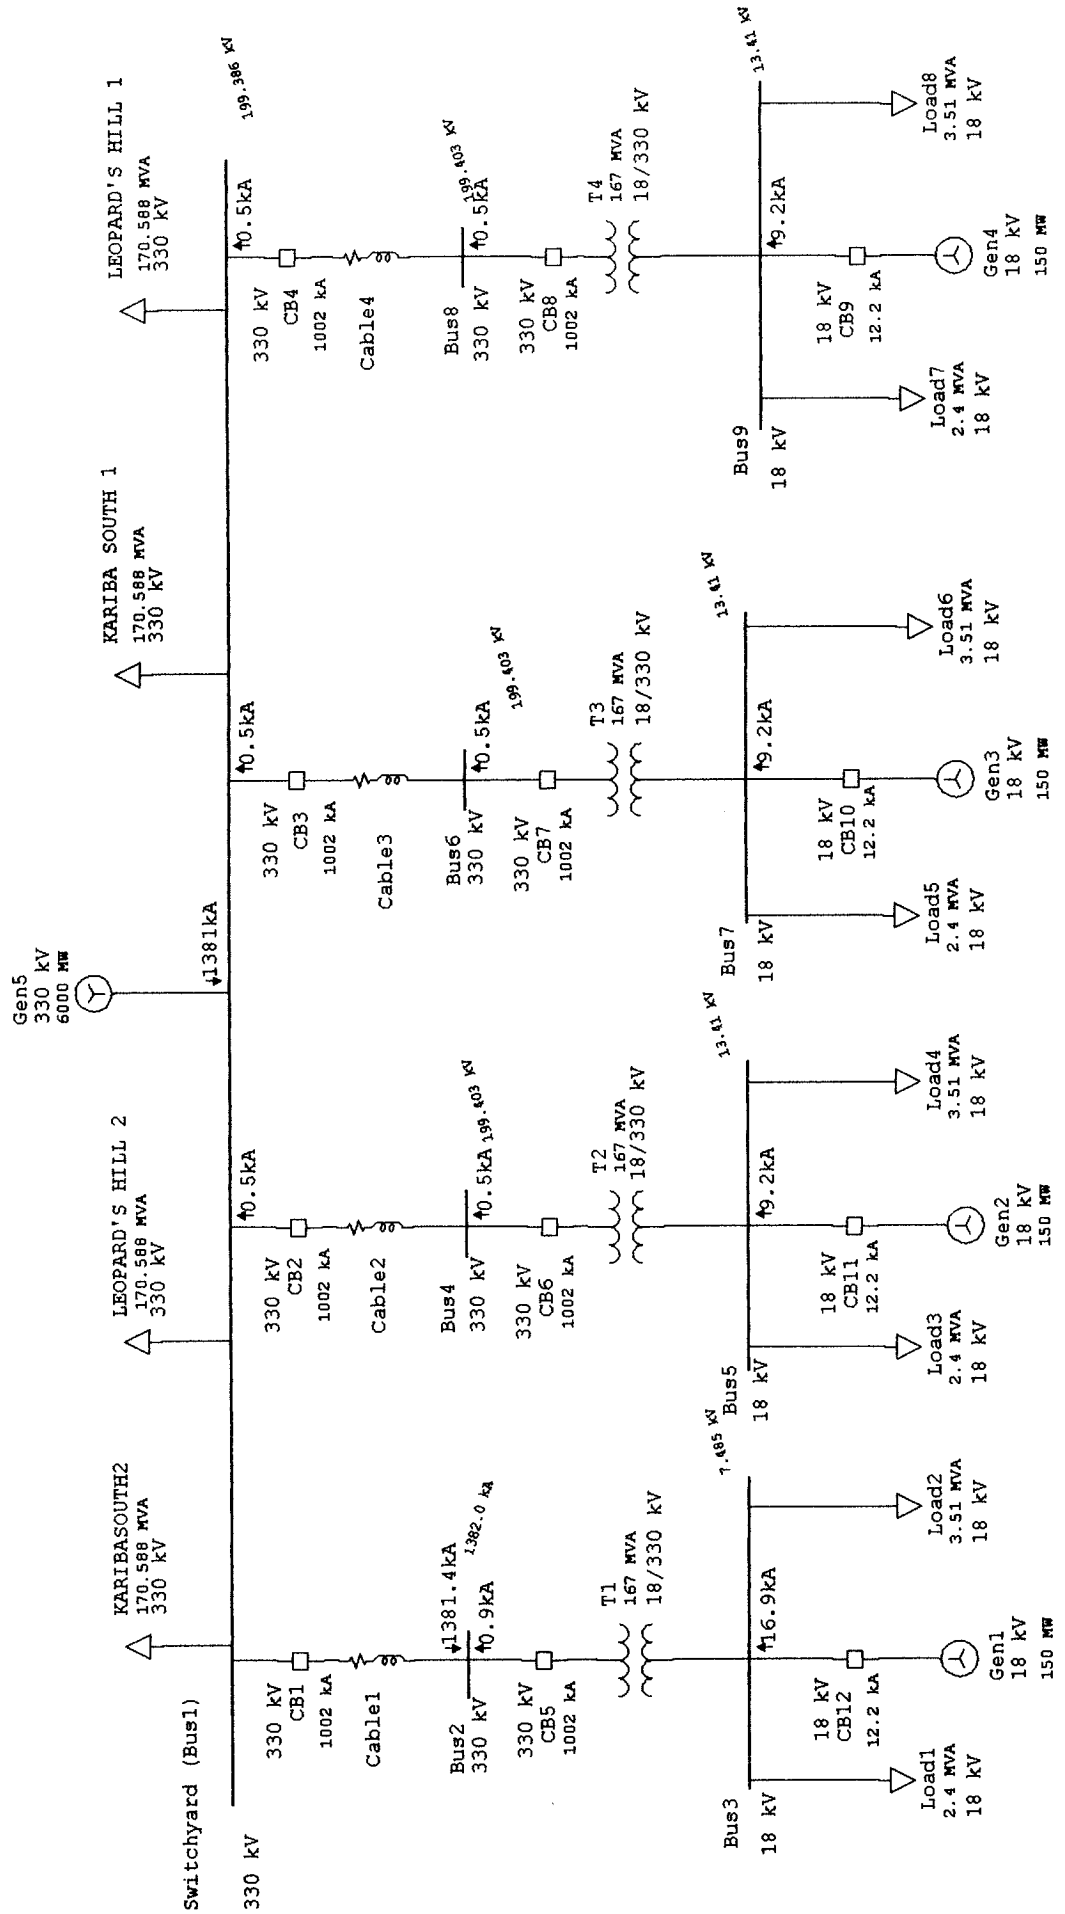 Gen5
330 kV
6000 MW
KARIBASOUTH2
170.588 MVA
330 kV
LEOPARD'S HILL 2
170.588 MVA
330 kV
KARIBA SOUTH 1
170.588 MVA
330 kV
LEOPARD'S HILL 1
170.588 MVA
330 kV
Switchyard (Bus1)
330 kV
1381kA
199.386 kV
0.5kA
0.5kA
0.5kA
330 kV
CB1
1002 kA
330 kV
CB2
1002 kA
330 kV
CB3
1002 kA
330 kV
CB4
1002 kA
Cable1
Cable2
Cable3
Cable4
1381.4kA
1382.0 kA
Bus2
330 kV
0.9kA
Bus4
330 kV
0.5kA
199.403 kV
Bus6
330 kV
0.5kA
199.403 kV
Bus8
330 kV
0.5kA
199.403 kV
330 kV
CB5
1002 kA
330 kV
CB6
1002 kA
330 kV
CB7
1002 kA
330 kV
CB8
1002 kA
T1
167 MVA
18/330 kV
T2
167 MVA
18/330 kV
T3
167 MVA
18/330 kV
T4
167 MVA
18/330 kV
Bus3
18 kV
7.485 kV
Bus5
18 kV
13.41 kV
Bus7
18 kV
13.41 kV
Bus9
18 kV
13.41 kV
16.9kA
9.2kA
9.2kA
9.2kA
18 kV
CB12
12.2 kA
18 kV
CB11
12.2 kA
18 kV
CB10
12.2 kA
18 kV
CB9
12.2 kA
Load1
2.4 MVA
18 kV
Gen1
18 kV
150 MW
Load2
3.51 MVA
18 kV
Load3
2.4 MVA
18 kV
Gen2
18 kV
150 MW
Load4
3.51 MVA
18 kV
Load5
2.4 MVA
18 kV
Gen3
18 kV
150 MW
Load6
3.51 MVA
18 kV
Load7
2.4 MVA
18 kV
Gen4
18 kV
150 MW
Load8
3.51 MVA
18 kV